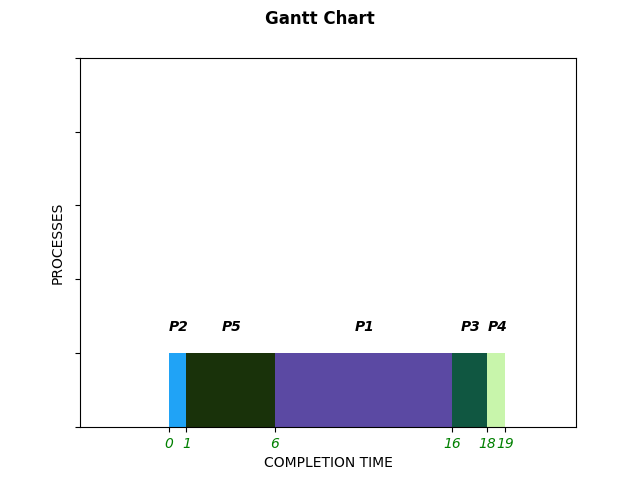 Gantt Chart
PROCESSES
P2 P5 P1 P3 P4
0 1 6 16 18 19
COMPLETION TIME